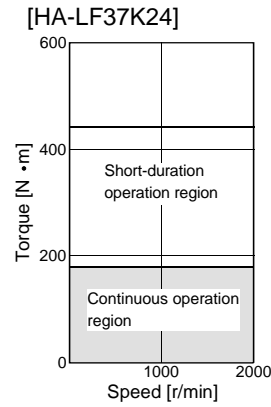 [HA-LF37K24]
600
400
200
0
Torque [N •m]
Short-duration
operation region
Continuous operation
region
1000
2000
Speed [r/min]